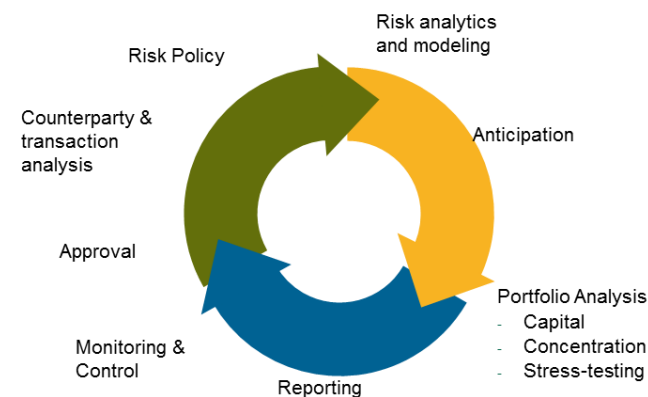 Risk analytics
and modeling
Risk Policy
Counterparty &
transaction
analysis
Anticipation
Approval
Portfolio Analysis
- Capital
- Concentration
- Stress-testing
Monitoring &
Control
Reporting